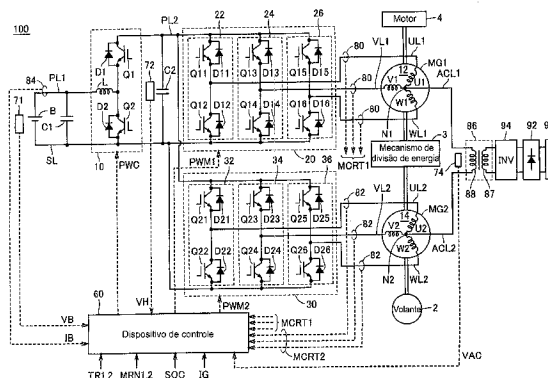 100
22
24
26
Motor
4
PL2
80
VL1
UL1
MG1
ACL1
84
PL1
D1
Q1
72
C2
Q11
D11
Q13
D13
Q15
D15
12
U1
V1
W1
71
B
C1
L
D2
Q2
Q12
D12
Q14
D14
Q16
D16
80
80
N1
WL1
3
SL
10
PWC
PWM1
20
MCRT1
Mecanismo de
divisão de energia
86
94
92
9
74
INV
88
87
32
34
36
VL2
UL2
82
MG2
Q21
D21
Q23
D23
Q25
D25
14
U2
V2
W2
ACL2
82
82
Q22
D22
Q24
D24
Q26
D26
N2
WL2
30
Volante
2
60
VH
PWM2
VB
IB
Dispositivo de controle
MCRT1
MCRT2
VAC
TR1,2
MRN1,2
SOC
IG